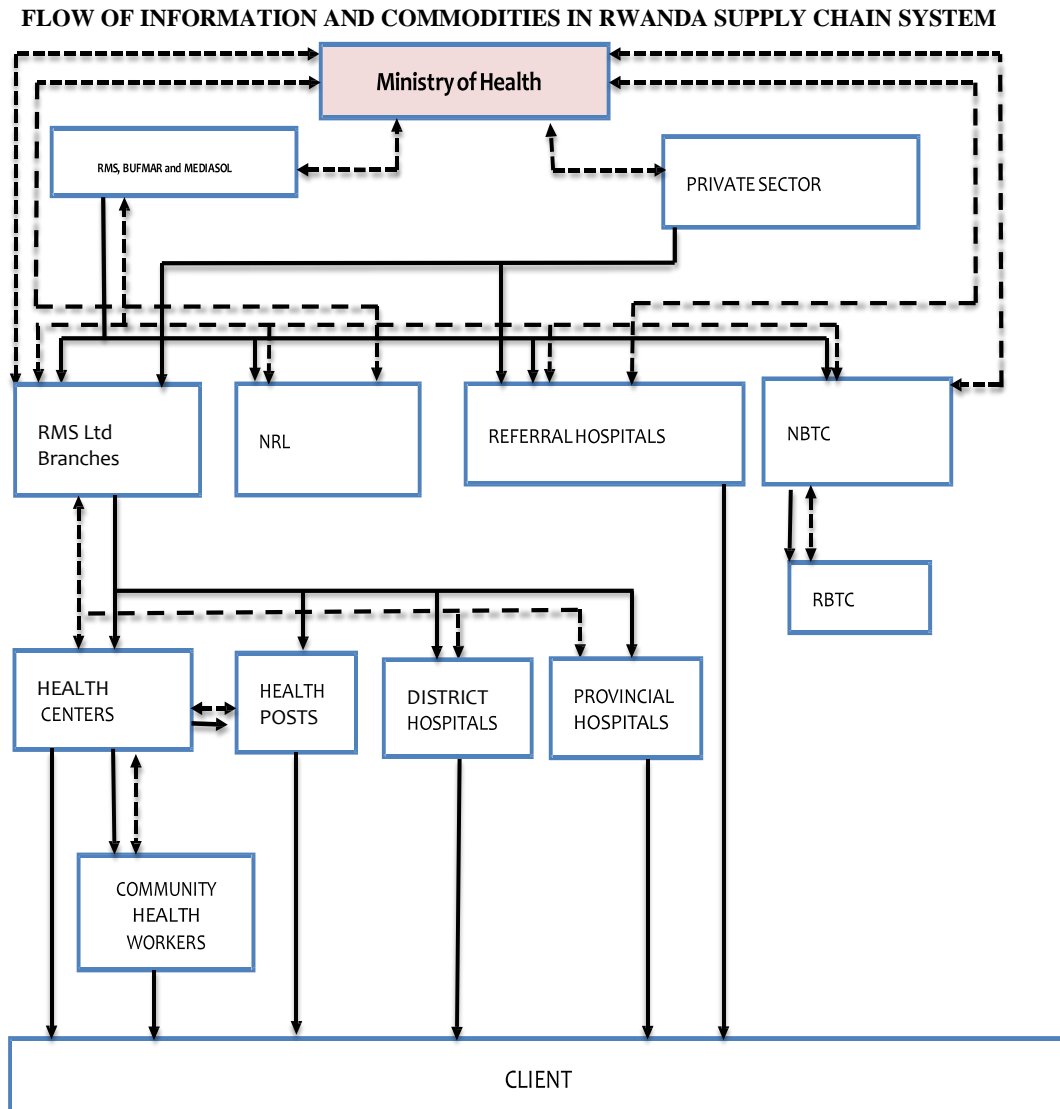 FLOW OF INFORMATION AND COMMODITIES IN RWANDA SUPPLY CHAIN SYSTEM
Ministry of Health
RMS, BUFMAR and MEDIASOL
PRIVATE SECTOR
RMS Ltd
Branches
NRL
REFERRAL HOSPITALS
NBTC
RBTC
HEALTH
CENTERS
HEALTH
POSTS
DISTRICT
HOSPITALS
PROVINCIAL
HOSPITALS
COMMUNITY
HEALTH
WORKERS
CLIENT